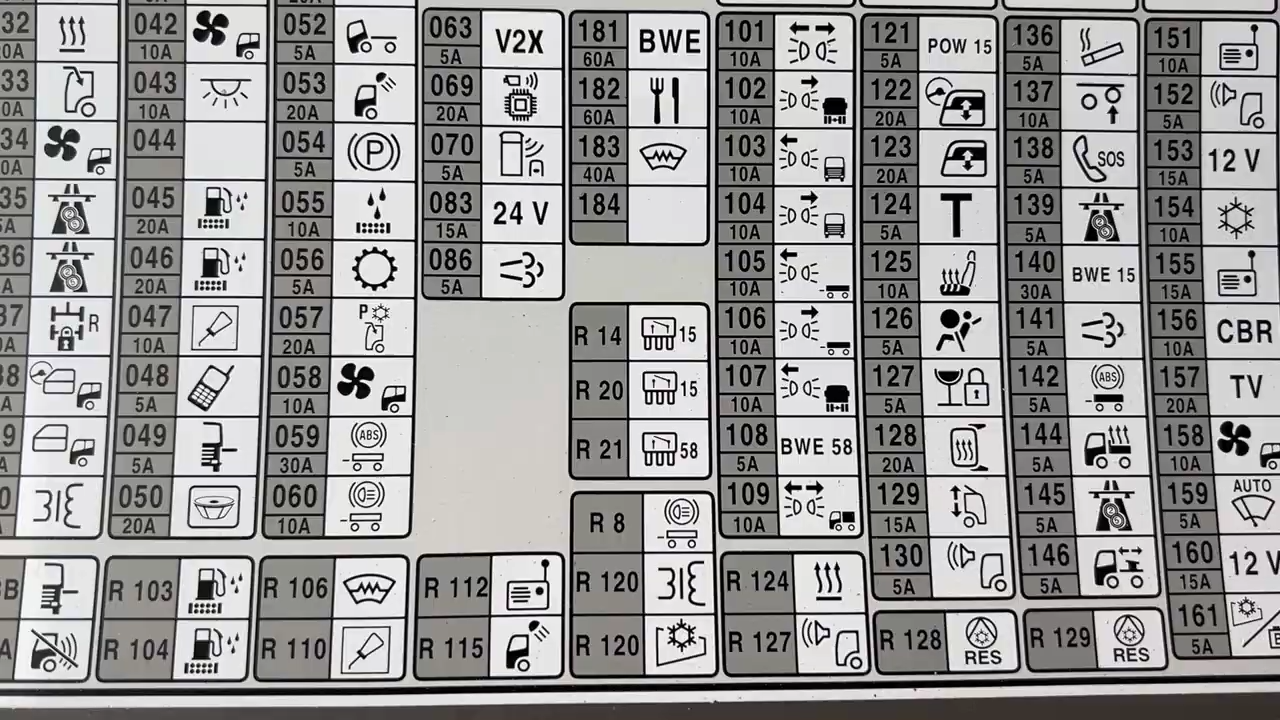 32
33
34
35
36
R
042
10A
043
10A
044
045
20A
046
20A
047
10A
048
5A
049
5A
050
20A
052
5A
053
20A
054
5A
P
055
10A
056
5A
057
20A
P
058
10A
059
30A
ABS
060
10A
063
5A
V2X
069
20A
070
5A
083
15A
24 V
086
5A
181
60A
BWE
182
60A
183
40A
184
R 14
15
R 20
15
R 21
58
R 8
R 120
R 120
101
10A
102
10A
103
10A
104
10A
105
10A
106
10A
107
10A
108
5A
BWE 58
109
10A
121
5A
POW 15
122
20A
123
20A
124
5A
T
125
10A
126
5A
127
5A
128
20A
129
15A
130
5A
136
5A
137
10A
138
5A
SOS
139
5A
140
30A
BWE 15
141
5A
142
5A
ABS
144
5A
145
5A
146
5A
151
10A
152
5A
153
15A
12 V
154
10A
155
15A
156
10A
CBR
157
20A
TV
158
10A
159
5A
AUTO
160
15A
12 V
161
5A
R 103
R 104
R 106
R 110
R 112
R 115
R 124
R 127
R 128
RES
R 129
RES